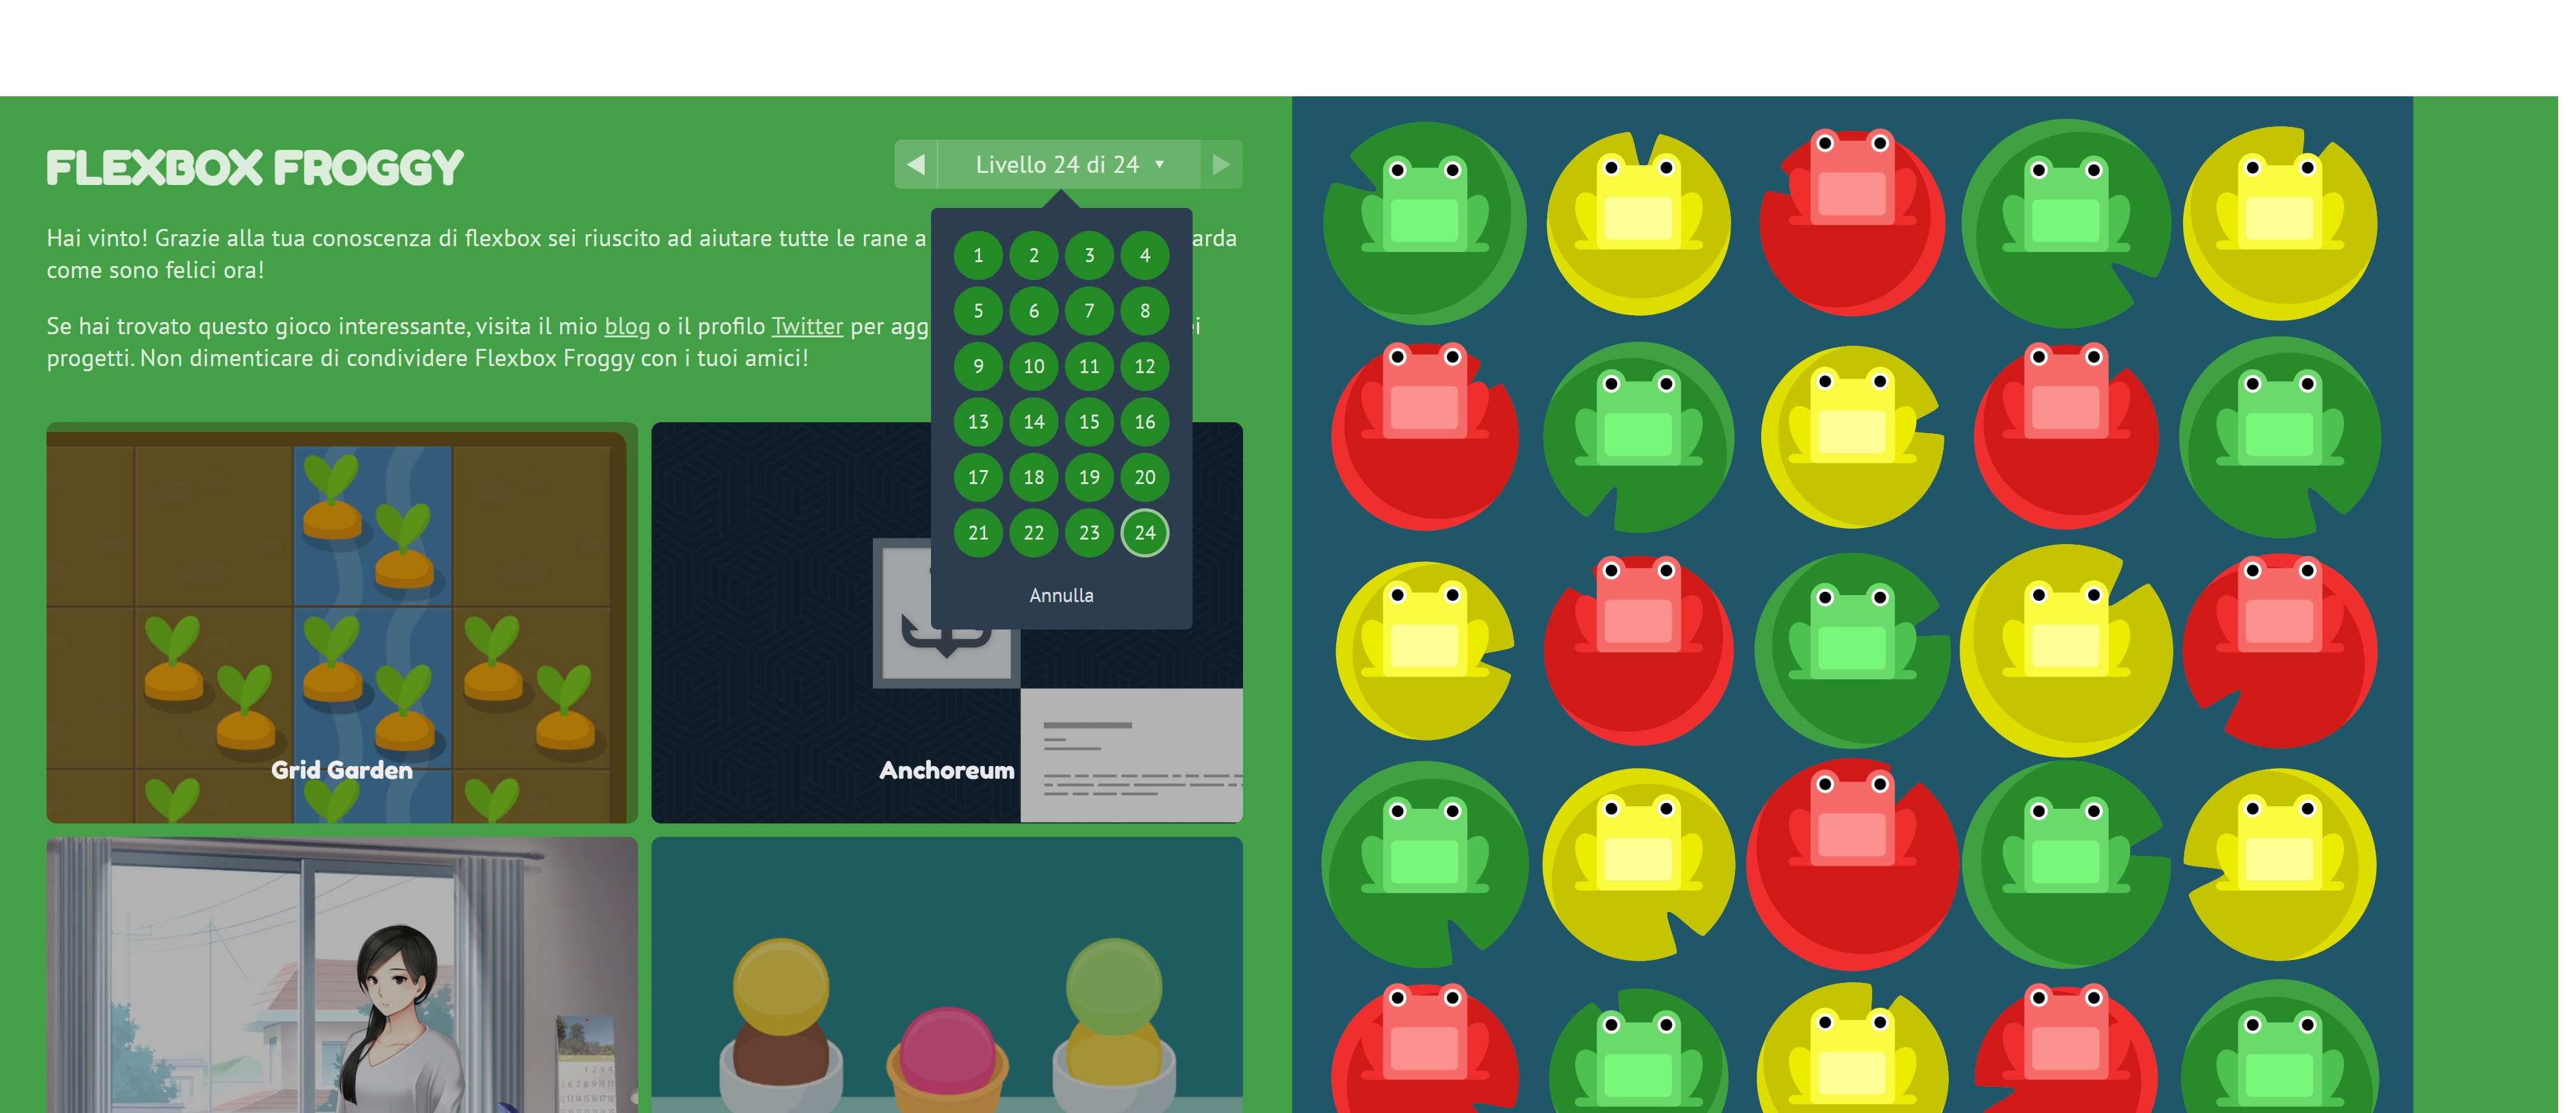 FLEXBOX FROGGY
Livello 24 di 24
Hai vinto! Grazie alla tua conoscenza di flexbox sei riuscito ad aiutare tutte le rane a arda
come sono felici ora!
Se hai trovato questo gioco interessante, visita il mio blog o il profilo Twitter per agg ei
progetti. Non dimenticare di condividere Flexbox Froggy con i tuoi amici!
1 2 3 4
5 6 7 8
9 10 11 12
13 14 15 16
17 18 19 20
21 22 23 24
Annulla
Grid Garden
Anchoreum